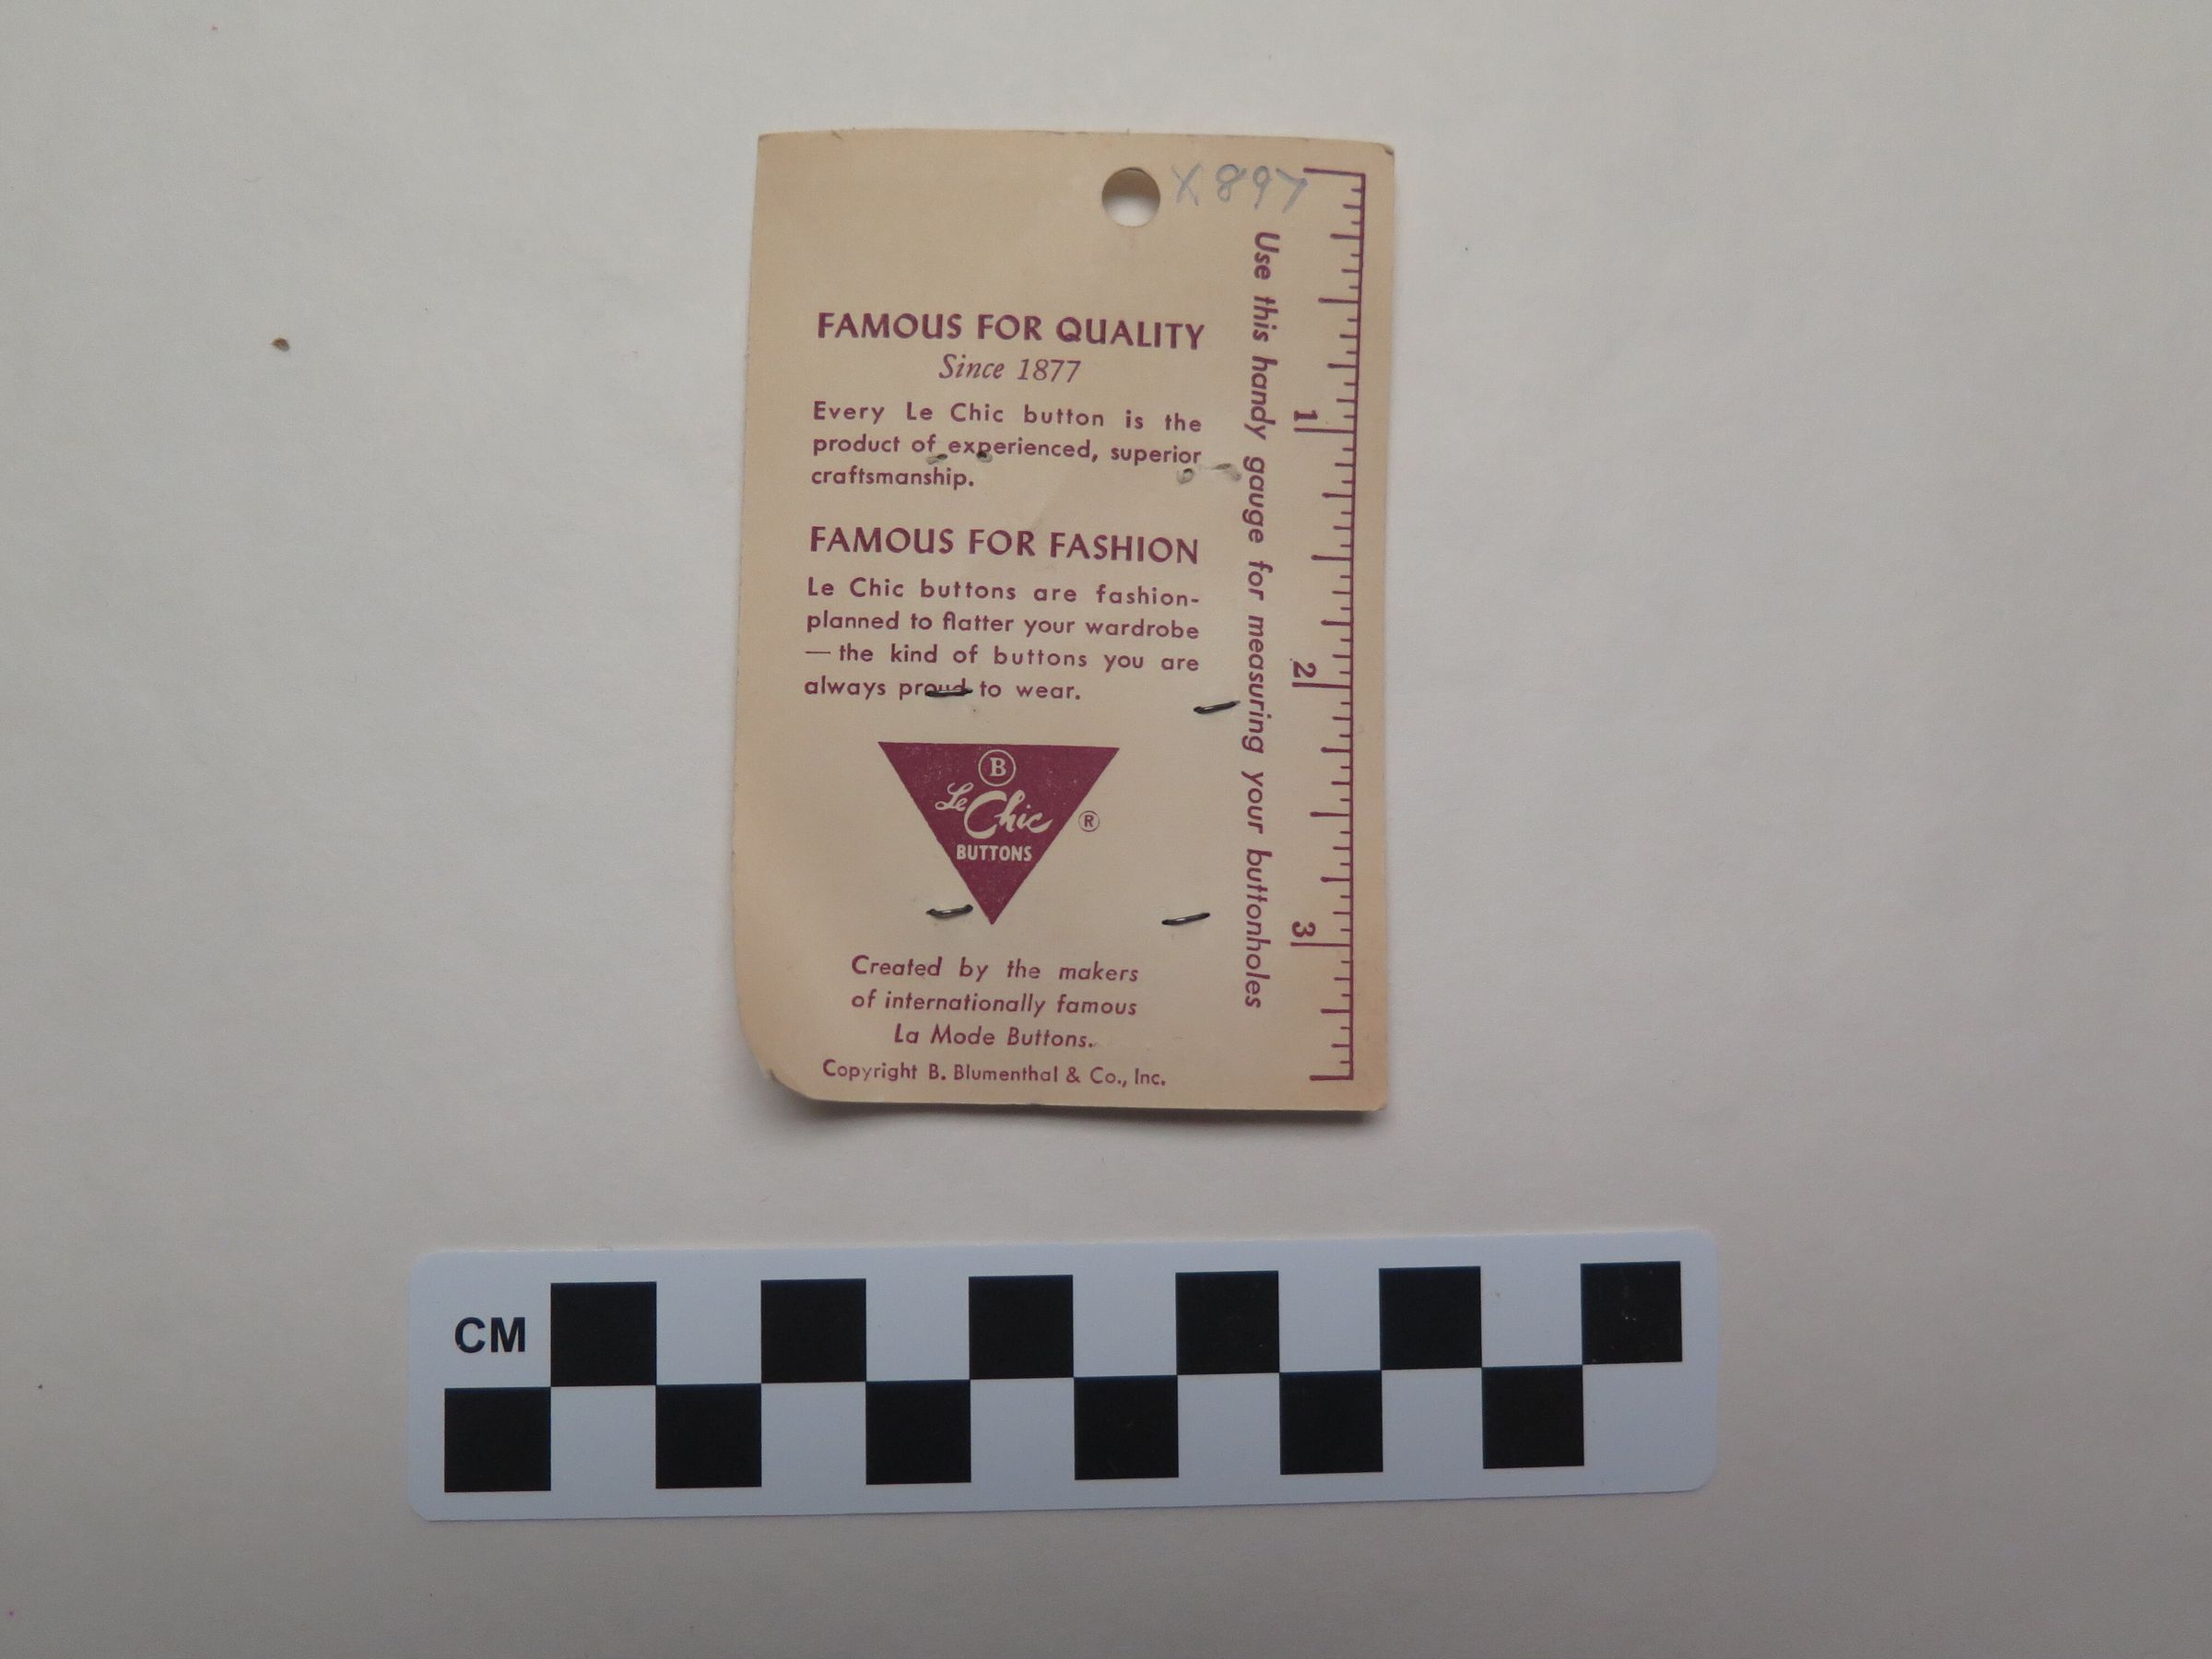 X897
FAMOUS FOR QUALITY
Since 1877
Every Le Chic button is the
product of experienced, superior
craftsmanship.
FAMOUS FOR FASHION
Le Chic buttons are fashion-
planned to flatter your wardrobe
— the kind of buttons you are
always proud to wear.
B
Le Chic
BUTTONS
®
Created by the makers
of internationally famous
La Mode Buttons.
Copyright B. Blumenthal & Co., Inc.
Use this handy gauge for measuring your buttonholes
1
2
3
CM